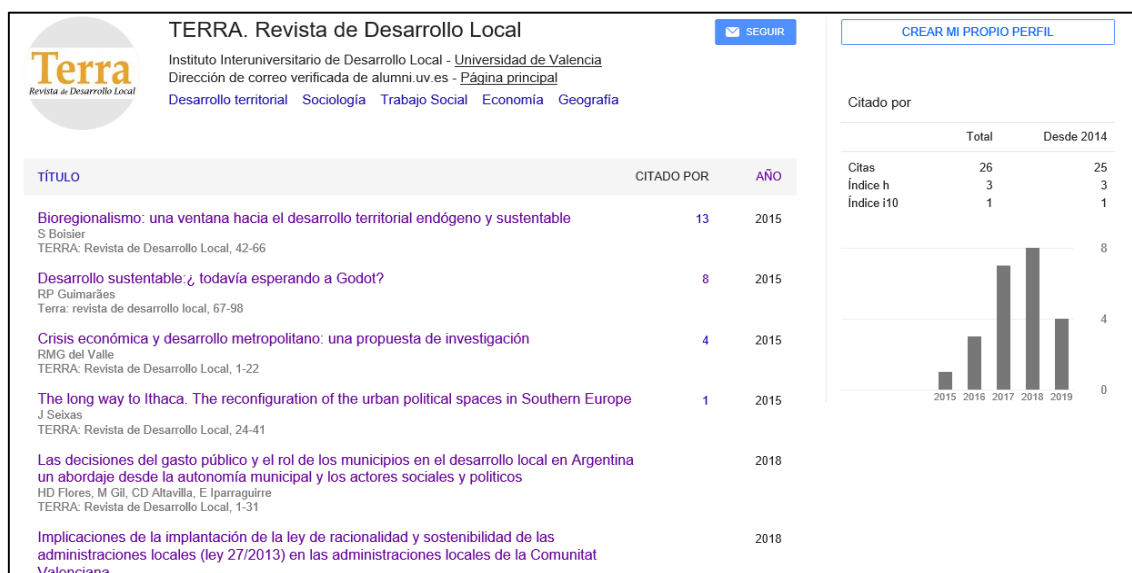 Terra
Revista de Desarrollo Local
TERRA. Revista de Desarrollo Local
SEGUIR
Instituto Interuniversitario de Desarrollo Local - Universidad de Valencia
Dirección de correo verificada de alumni.uv.es - Página principal
Desarrollo territorial Sociología Trabajo Social Economía Geografía
TÍTULO CITADO POR AÑO
Bioregionalismo: una ventana hacia el desarrollo territorial endógeno y sustentable 13 2015
S Boisier
TERRA: Revista de Desarrollo Local, 42-66
Desarrollo sustentable:¿ todavía esperando a Godot? 8 2015
RP Guimarães
Terra: revista de desarrollo local, 67-98
Crisis económica y desarrollo metropolitano: una propuesta de investigación 4 2015
RMG del Valle
TERRA: Revista de Desarrollo Local, 1-22
The long way to Ithaca. The reconfiguration of the urban political spaces in Southern Europe 1 2015
J Seixas
TERRA: Revista de Desarrollo Local, 24-41
Las decisiones del gasto público y el rol de los municipios en el desarrollo local en Argentina 2018
un abordaje desde la autonomía municipal y los actores sociales y politicos
HD Flores, M Gil, CD Altavilla, E Iparraguirre
TERRA: Revista de Desarrollo Local, 1-31
Implicaciones de la implantación de la ley de racionalidad y sostenibilidad de las 2018
administraciones locales (ley 27/2013) en las administraciones locales de la Comunitat
Valenciana
CREAR MI PROPIO PERFIL
Citado por
Total Desde 2014
Citas 26 25
Índice h 3 3
Índice i10 1 1
8
4
0
2015 2016 2017 2018 2019